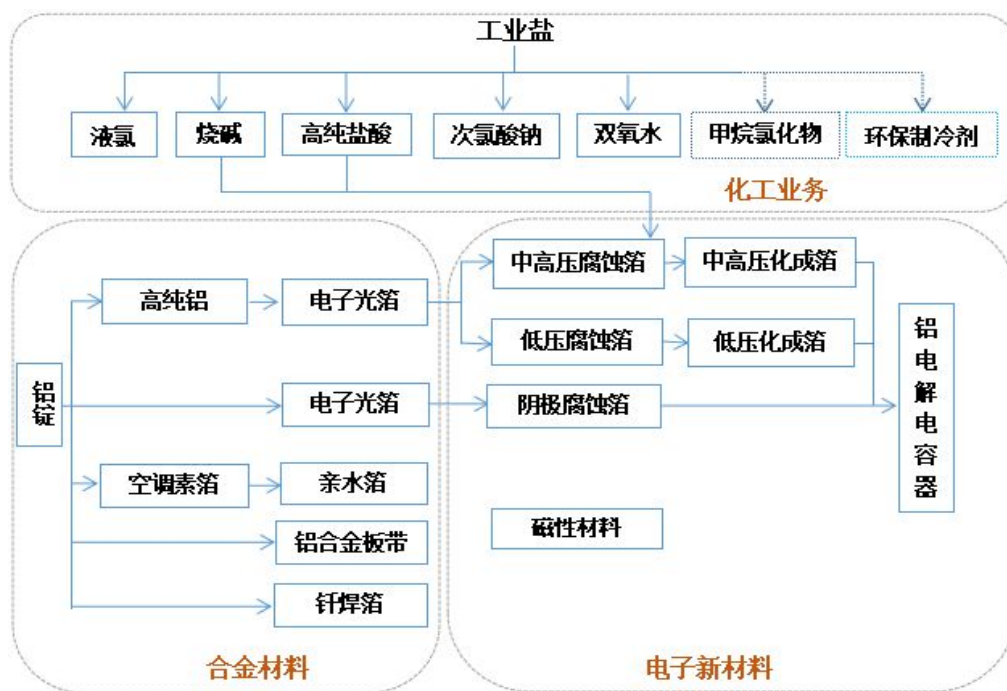 工业盐
液氯
烧碱
高纯盐酸
次氯酸钠
双氧水
甲烷氯化物
环保制冷剂
化工业务
铝锭
高纯铝
电子光箔
中高压腐蚀箔
中高压化成箔
低压腐蚀箔
低压化成箔
电子光箔
阴极腐蚀箔
铝电解电容器
空调素箔
亲水箔
铝合金板带
钎焊箔
磁性材料
合金材料
电子新材料